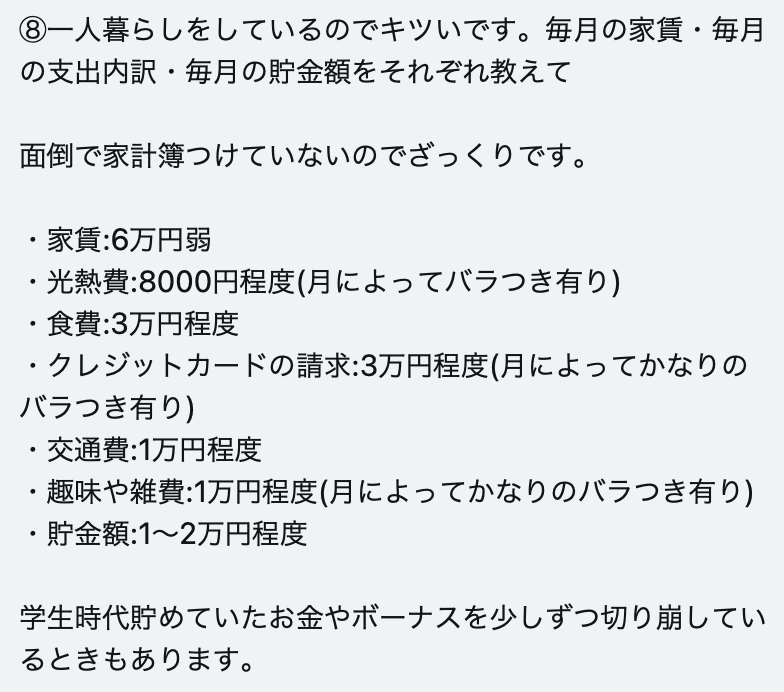 ⑧一人暮らしをしているのでキツいです。毎月の家賃・毎月
の支出内訳・毎月の貯金額をそれぞれ教えて
面倒で家計簿つけていないのでざっくりです。
・家賃:6万円弱
・光熱費:8000円程度(月によってバラつき有り)
・食費:3万円程度
・クレジットカードの請求:3万円程度(月によってかなりの
バラつき有り)
・交通費:1万円程度
・趣味や雑費:1万円程度(月によってかなりのバラつき有り)
・貯金額:1〜2万円程度
学生時代貯めていたお金やボーナスを少しずつ切り崩してい
るときもあります。